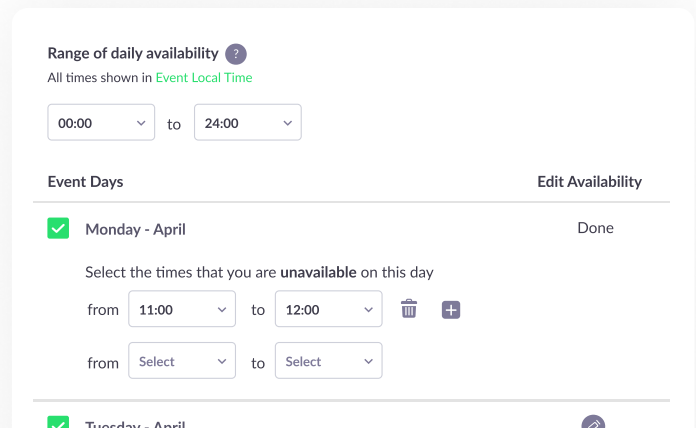 Range of daily availability ?
All times shown in Event Local Time
00:00 to 24:00
Event Days Edit Availability
Monday - April Done
Select the times that you are unavailable on this day
from 11:00 to 12:00
from Select to Select
Tuesday - April